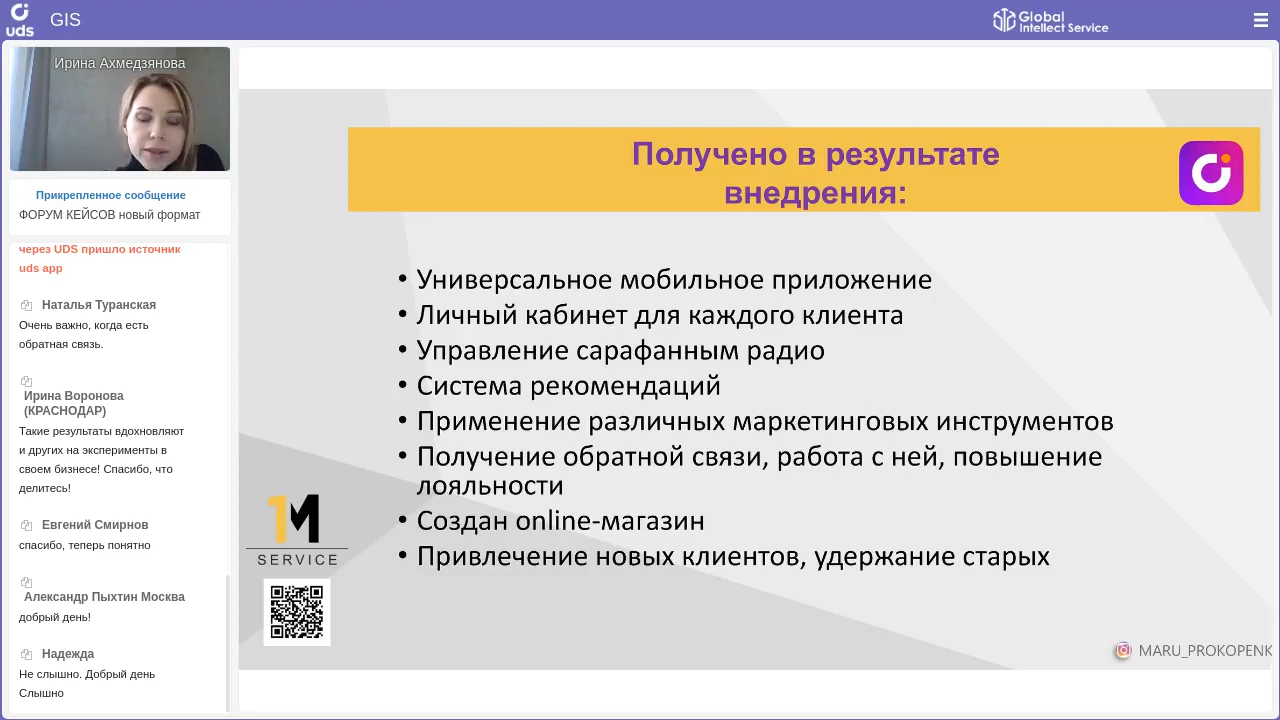 uds
GIS
Global
Intellect Service
Ирина Ахмедзянова
Прикрепленное сообщение
ФОРУМ КЕЙСОВ новый формат
через UDS пришло источник
uds app
Наталья Туранская
Очень важно, когда есть
обратная связь.
Ирина Воронова
(КРАСНОДАР)
Такие результаты вдохновляют
и других на эксперименты в
своем бизнесе! Спасибо, что
делитесь!
Евгений Смирнов
спасибо, теперь понятно
Александр Пыхтин Москва
добрый день!
Надежда
Не слышно. Добрый день
Слышно
Получено в результате
внедрения:
• Универсальное мобильное приложение
• Личный кабинет для каждого клиента
• Управление сарафанным радио
• Система рекомендаций
• Применение различных маркетинговых инструментов
• Получение обратной связи, работа с ней, повышение
лояльности
• Создан online-магазин
• Привлечение новых клиентов, удержание старых
1M
SERVICE
MARU_PROKOPENK